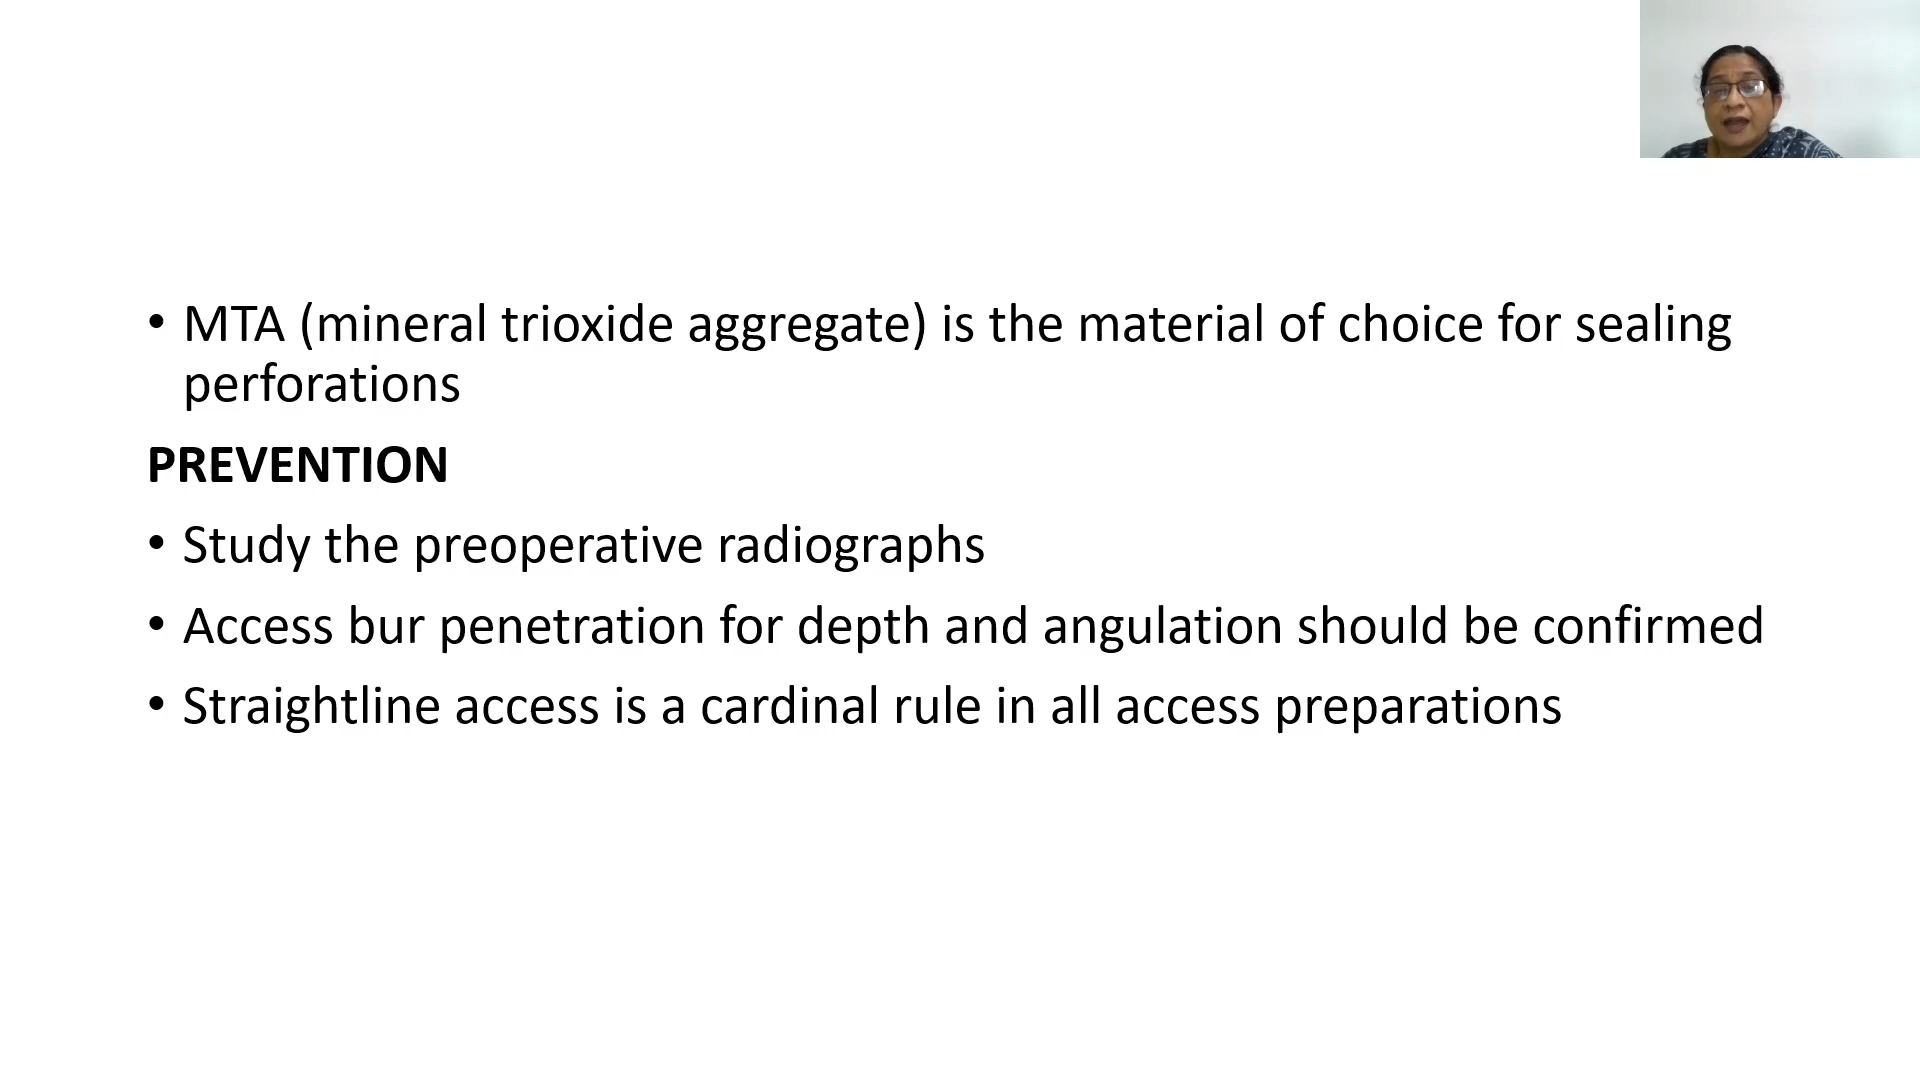 • MTA (mineral trioxide aggregate) is the material of choice for sealing
perforations
PREVENTION
• Study the preoperative radiographs
• Access bur penetration for depth and angulation should be confirmed
• Straightline access is a cardinal rule in all access preparations